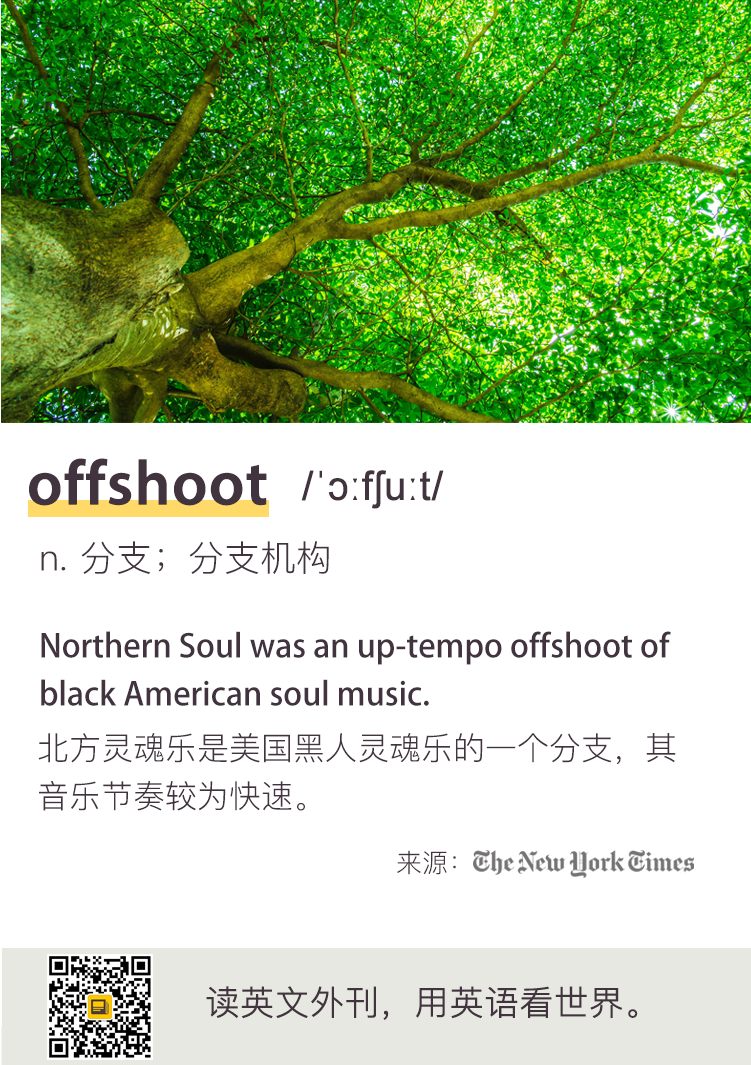 offshoot /ˈɔːfʃuːt/
n. 分支；分支机构
Northern Soul was an up-tempo offshoot of
black American soul music.
北方灵魂乐是美国黑人灵魂乐的一个分支，其
音乐节奏较为快速。
来源：The New York Times
读英文外刊，用英语看世界。